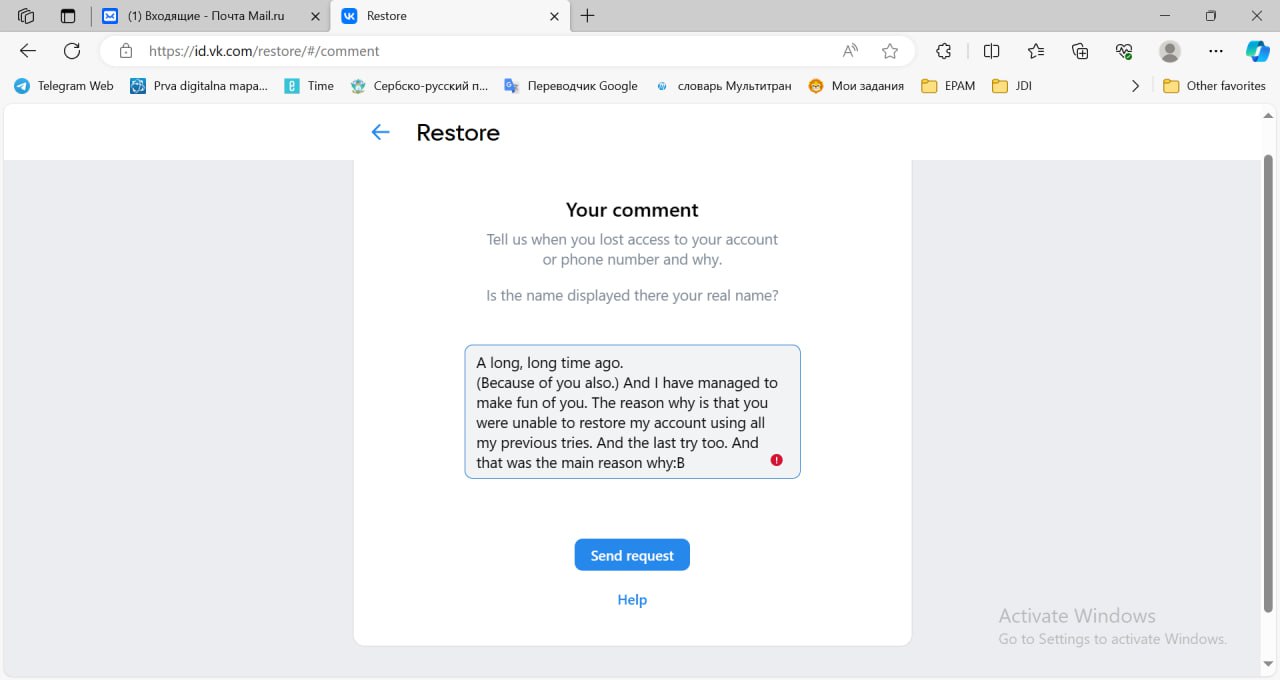 (1) Входящие - Почта Mail.ru
Restore
https://id.vk.com/restore/#/comment
Telegram Web
Prva digitalna mapa...
Time
Сербско-русский п...
Переводчик Google
словарь Мультитран
Мои задания
EPAM
JDI
Other favorites
Restore
Your comment
Tell us when you lost access to your account
or phone number and why.
Is the name displayed there your real name?
A long, long time ago.
(Because of you also.) And I have managed to
make fun of you. The reason why is that you
were unable to restore my account using all
my previous tries. And the last try too. And
that was the main reason why:B
Send request
Help
Activate Windows
Go to Settings to activate Windows.